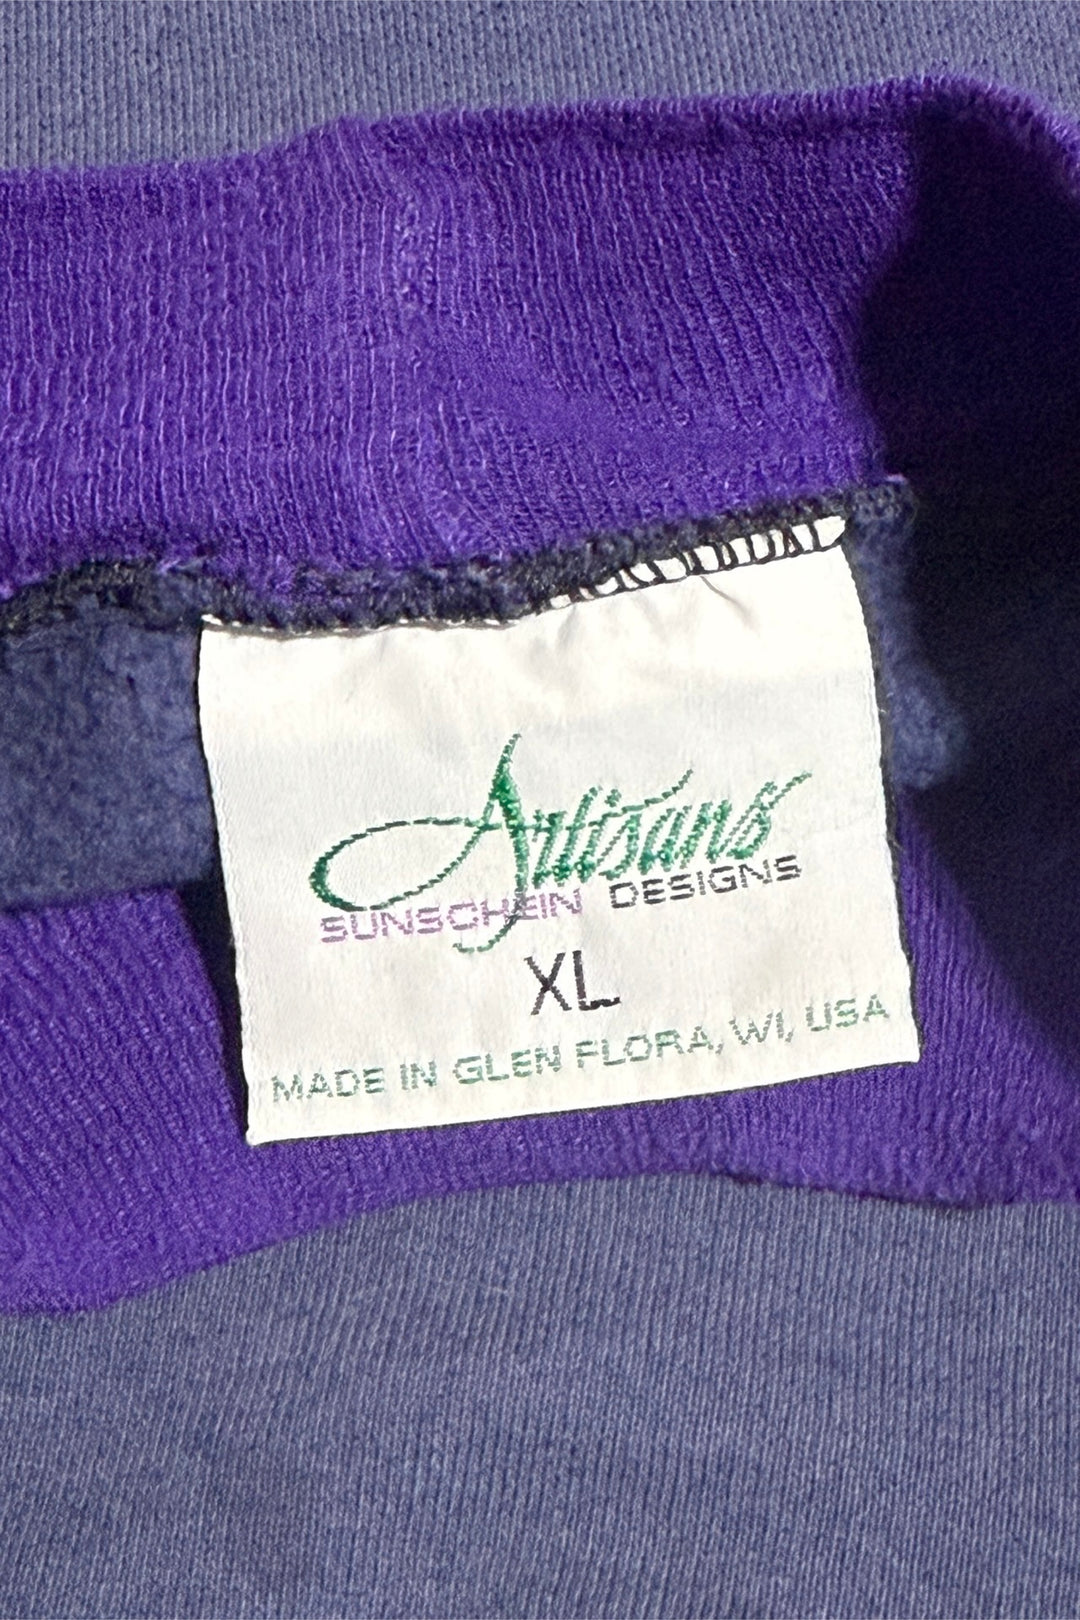 Artisans
SUNSCHEIN DESIGNS
XL
MADE IN GLEN FLORA, WI, USA